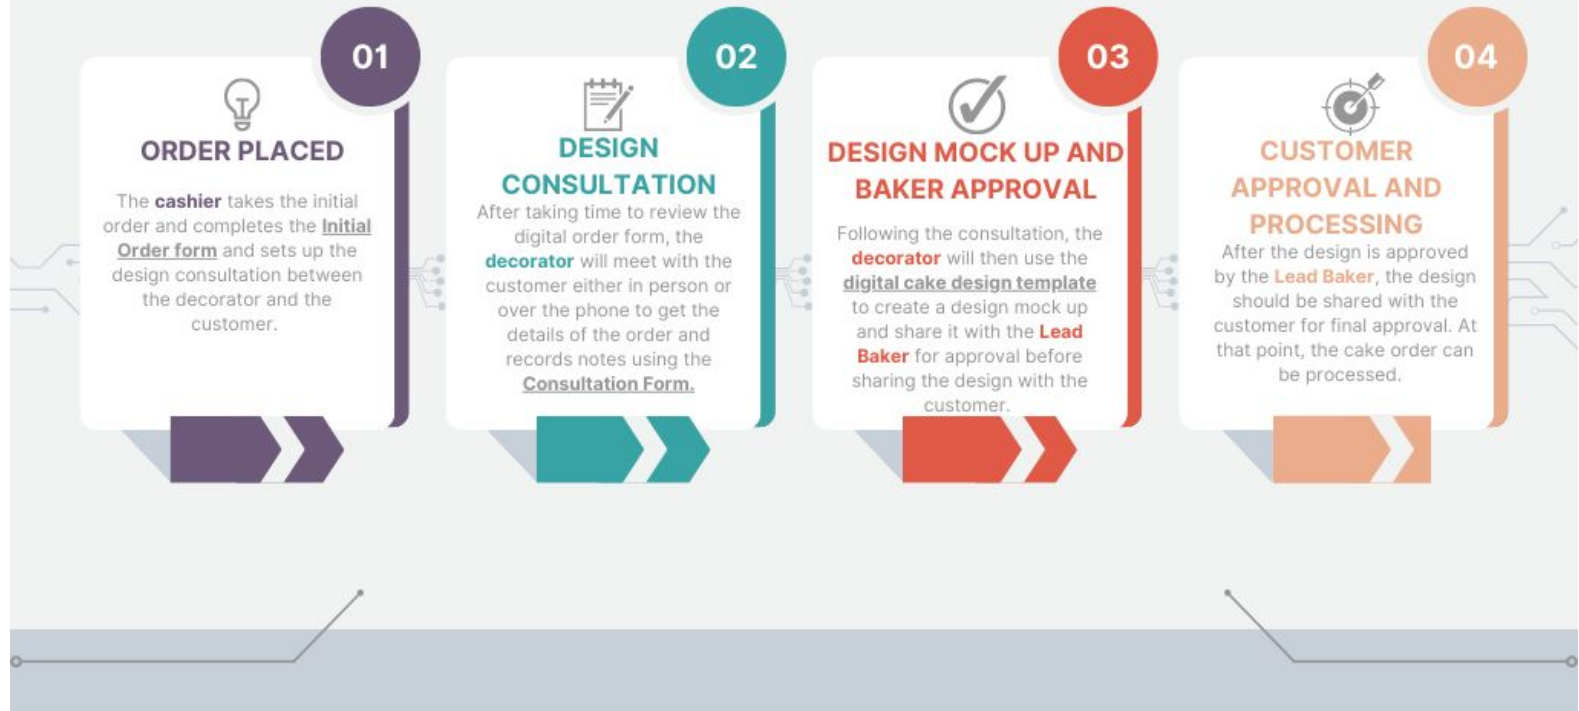 01
ORDER PLACED
The cashier takes the initial
order and completes the Initial
Order form and sets up the
design consultation between
the decorator and the
customer.
02
DESIGN
CONSULTATION
After taking time to review the
digital order form, the
decorator will meet with the
customer either in person or
over the phone to get the
details of the order and
records notes using the
Consultation Form.
03
DESIGN MOCK UP AND
BAKER APPROVAL
Following the consultation, the
decorator will then use the
digital cake design template
to create a design mock up
and share it with the Lead
Baker for approval before
sharing the design with the
customer.
04
CUSTOMER
APPROVAL AND
PROCESSING
After the design is approved
by the Lead Baker, the design
should be shared with the
customer for final approval. At
that point, the cake order can
be processed.